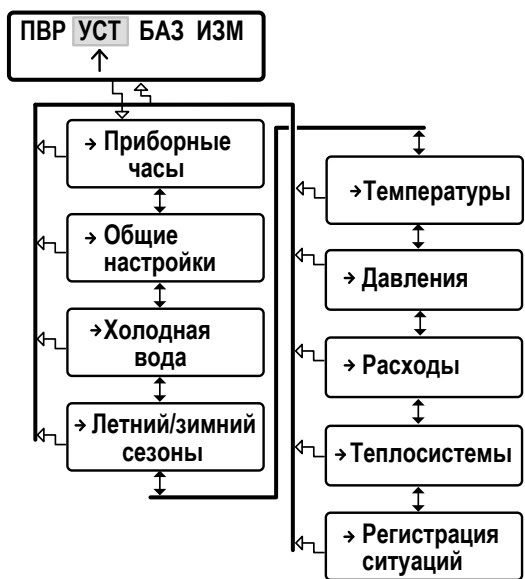 ПВР УСТ БАЗ ИЗМ
→ Приборные
часы
→ Общие
настройки
→Холодная
вода
→ Летний/зимний
сезоны
→Температуры
→ Давления
→ Расходы
→Теплосистемы
→ Регистрация
ситуаций